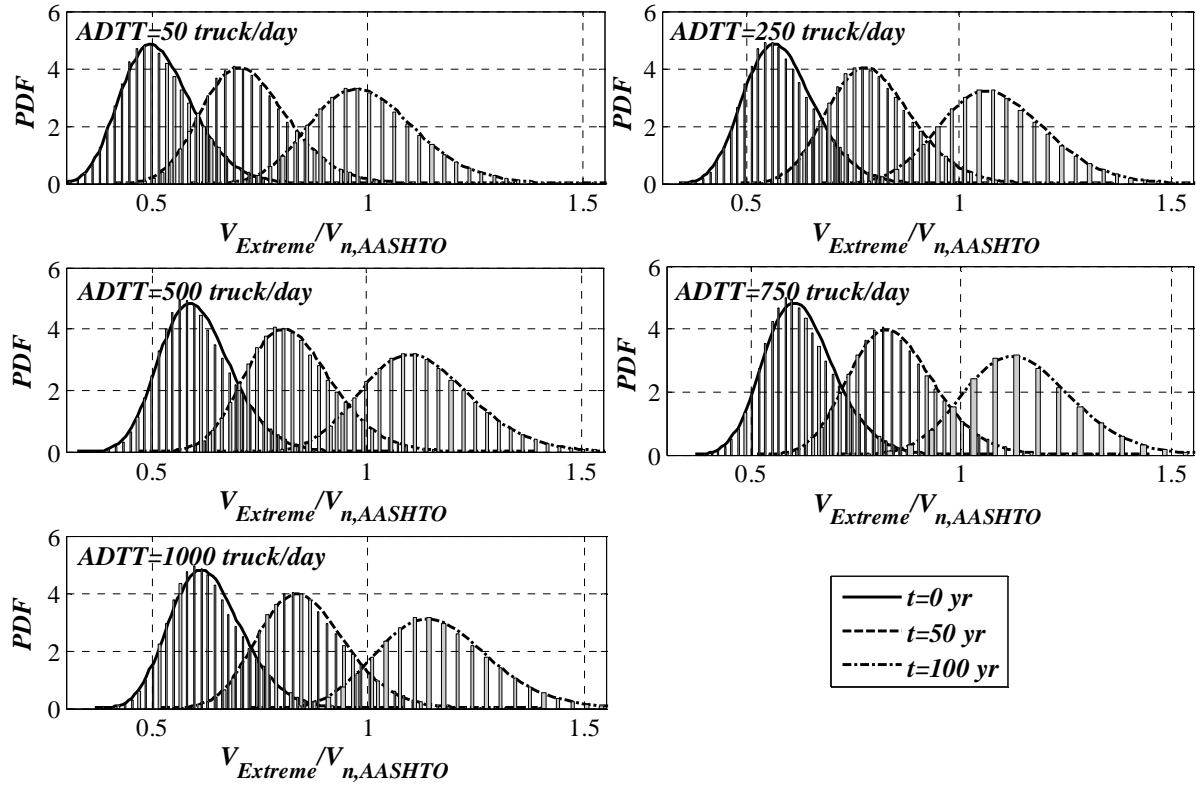 ADTT=50 truck/day
6
4
2
0
PDF
0.5 1 1.5
V_Extreme/V_n,AASHTO
ADTT=250 truck/day
6
4
2
0
PDF
0.5 1 1.5
V_Extreme/V_n,AASHTO
ADTT=500 truck/day
6
4
2
0
PDF
0.5 1 1.5
V_Extreme/V_n,AASHTO
ADTT=750 truck/day
6
4
2
0
PDF
0.5 1 1.5
V_Extreme/V_n,AASHTO
ADTT=1000 truck/day
6
4
2
0
PDF
0.5 1 1.5
V_Extreme/V_n,AASHTO
t=0 yr
t=50 yr
t=100 yr